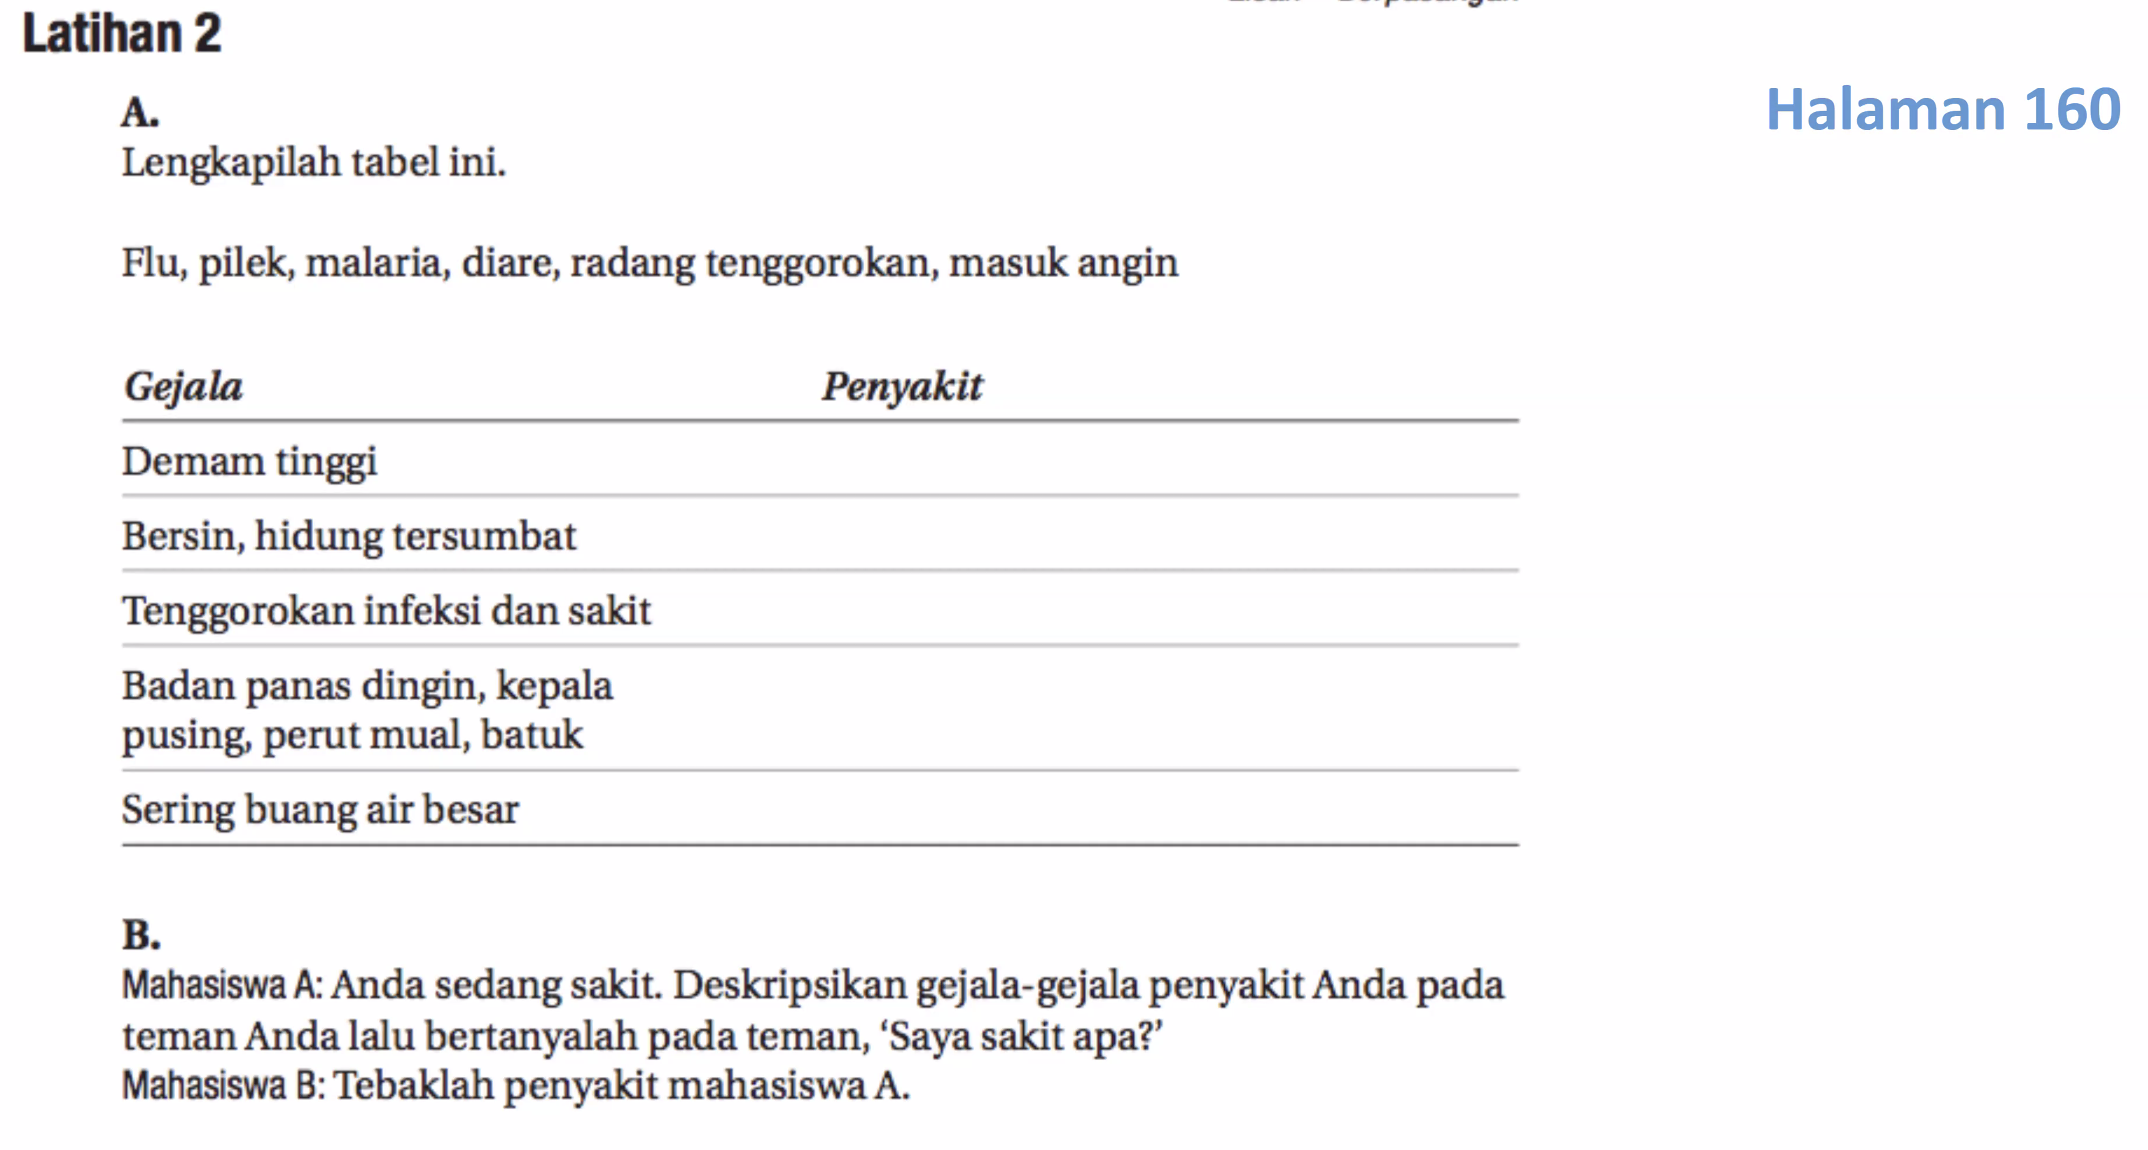 Latihan 2
Halaman 160
A.
Lengkapilah tabel ini.
Flu, pilek, malaria, diare, radang tenggorokan, masuk angin
Gejala Penyakit
Demam tinggi
Bersin, hidung tersumbat
Tenggorokan infeksi dan sakit
Badan panas dingin, kepala
pusing, perut mual, batuk
Sering buang air besar
B.
Mahasiswa A: Anda sedang sakit. Deskripsikan gejala-gejala penyakit Anda pada
teman Anda lalu bertanyalah pada teman, ‘Saya sakit apa?’
Mahasiswa B: Tebaklah penyakit mahasiswa A.